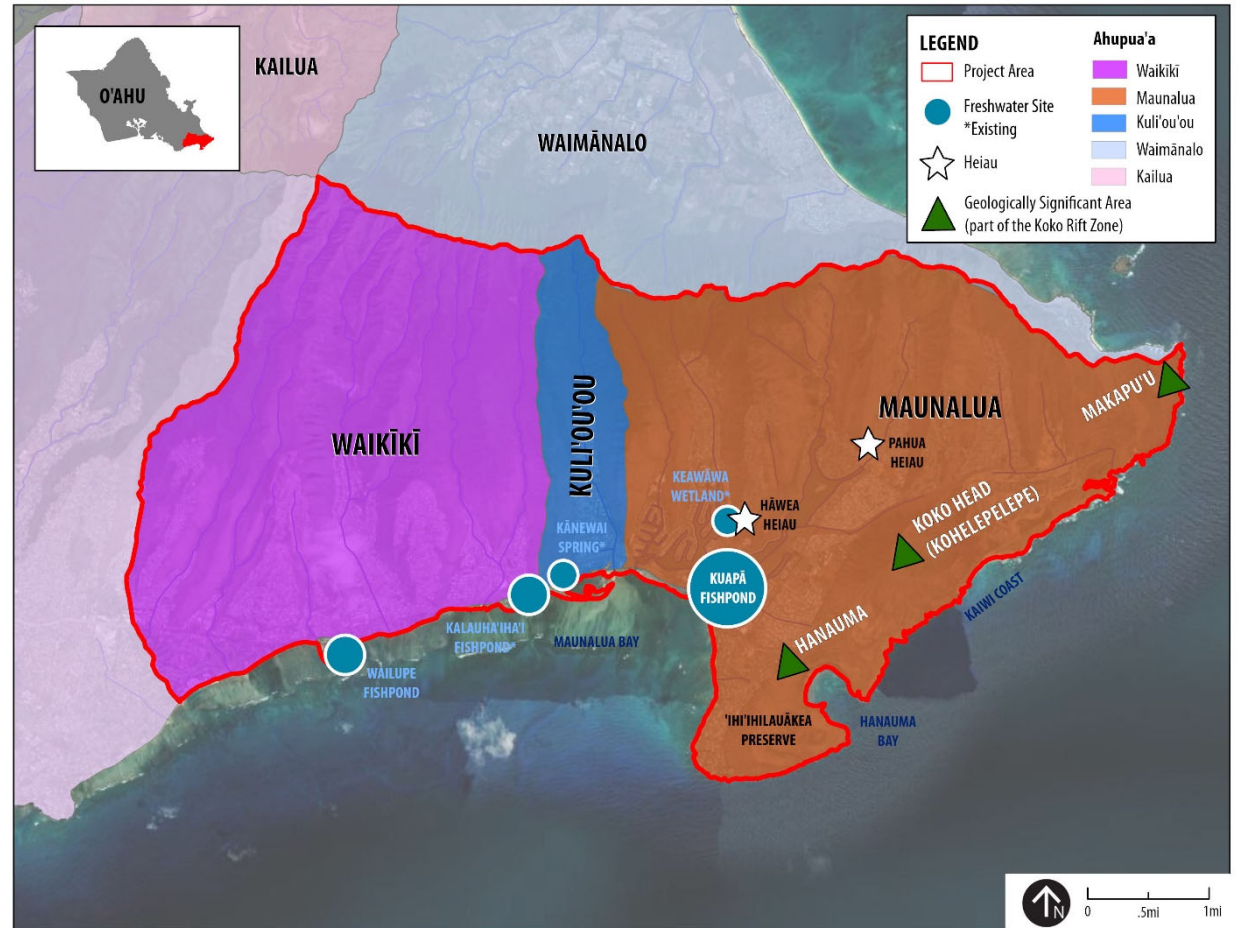 O'AHU
KAILUA
WAIMĀNALO
LEGEND
Project Area
Freshwater Site
*Existing
Heiau
Geologically Significant Area
(part of the Koko Rift Zone)
Ahupua'a
Waikīkī
Maunalua
Kuli'ou'ou
Waimānalo
Kailua
WAIKĪKĪ
KULI'OU'OU
MAUNALUA
MAKAPU'U
PAHUA
HEIAU
KEAWĀWA
WETLAND*
HĀWEA
HEIAU
KOKO HEAD
(KOHELEPELEPE)
KĀNEWAI
SPRING*
KUAPĀ
FISHPOND
KAIWI COAST
KALAUHA'IHA'I
FISHPOND*
MAUNALUA BAY
HANAUMA
WAILUPE
FISHPOND
'IHI'IHILAUĀKEA
PRESERVE
HANAUMA
BAY
N
0 .5mi 1mi